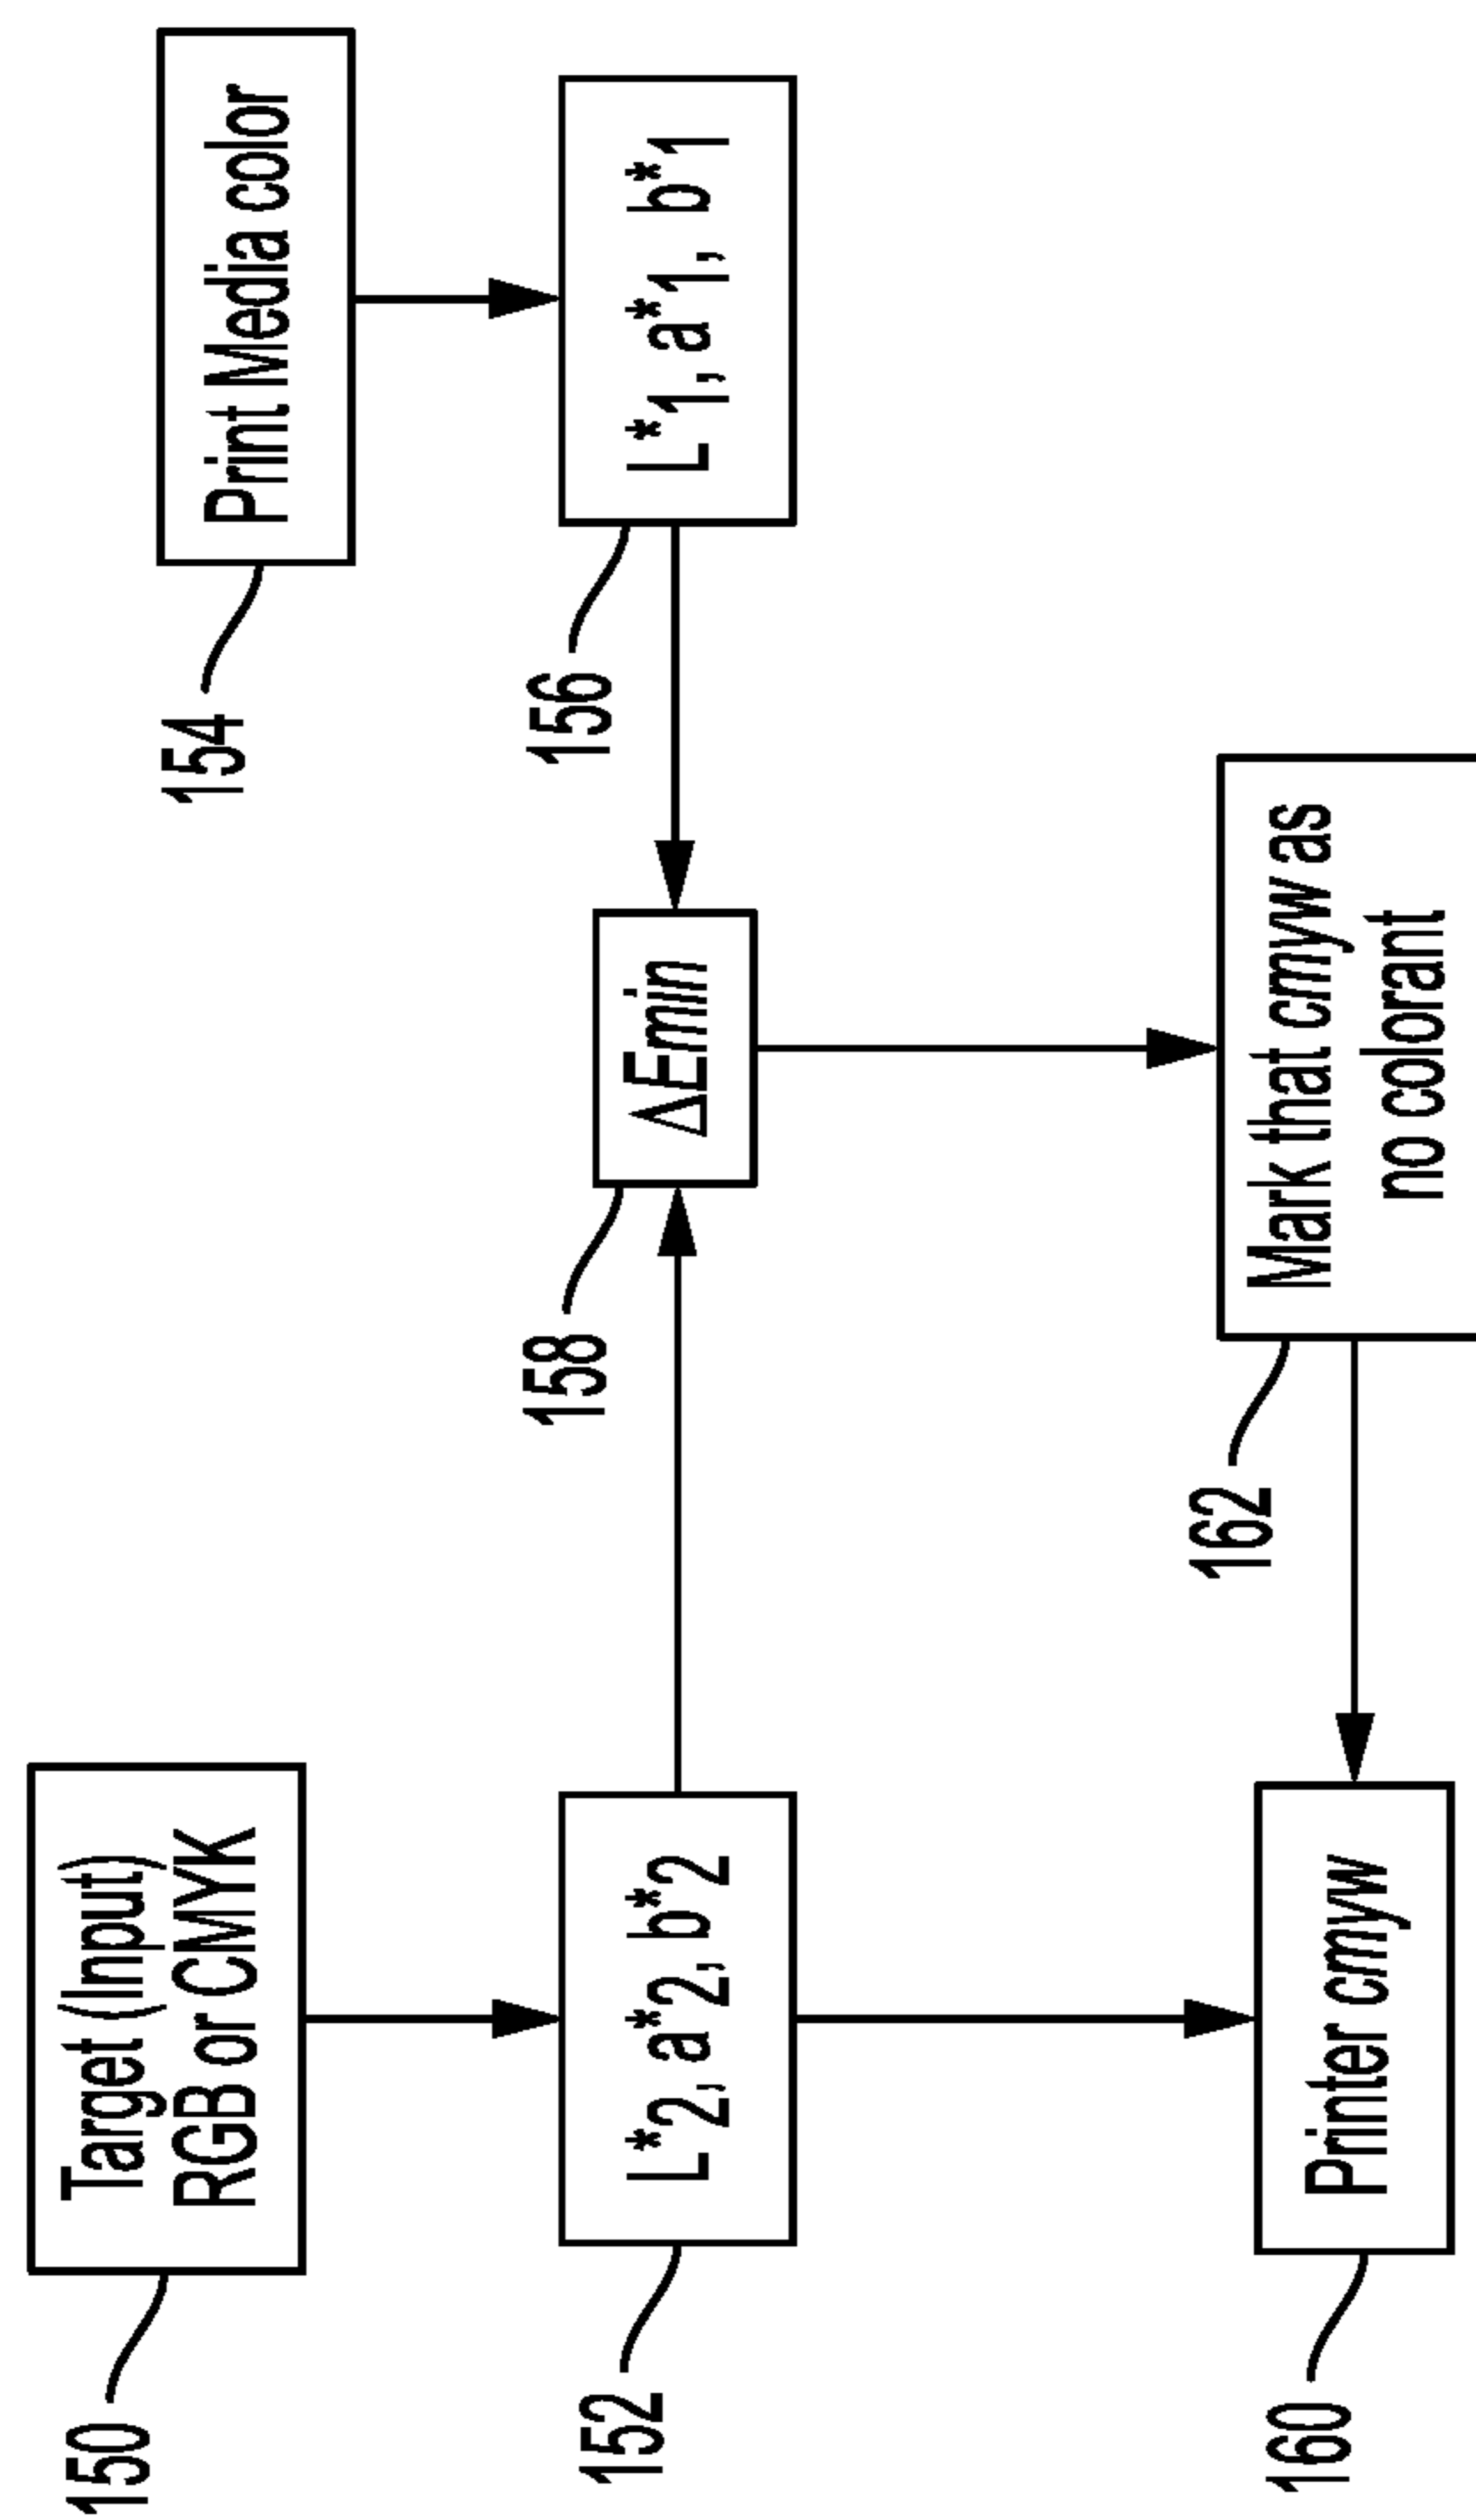 150
Target (Input)
RGB or CMYK
154
Print Media color
152
L*2, a*2, b*2
158
ΔEmin
156
L*1, a*1, b*1
160
Printer cmyw
162
Mark that cmyw as
no colorant